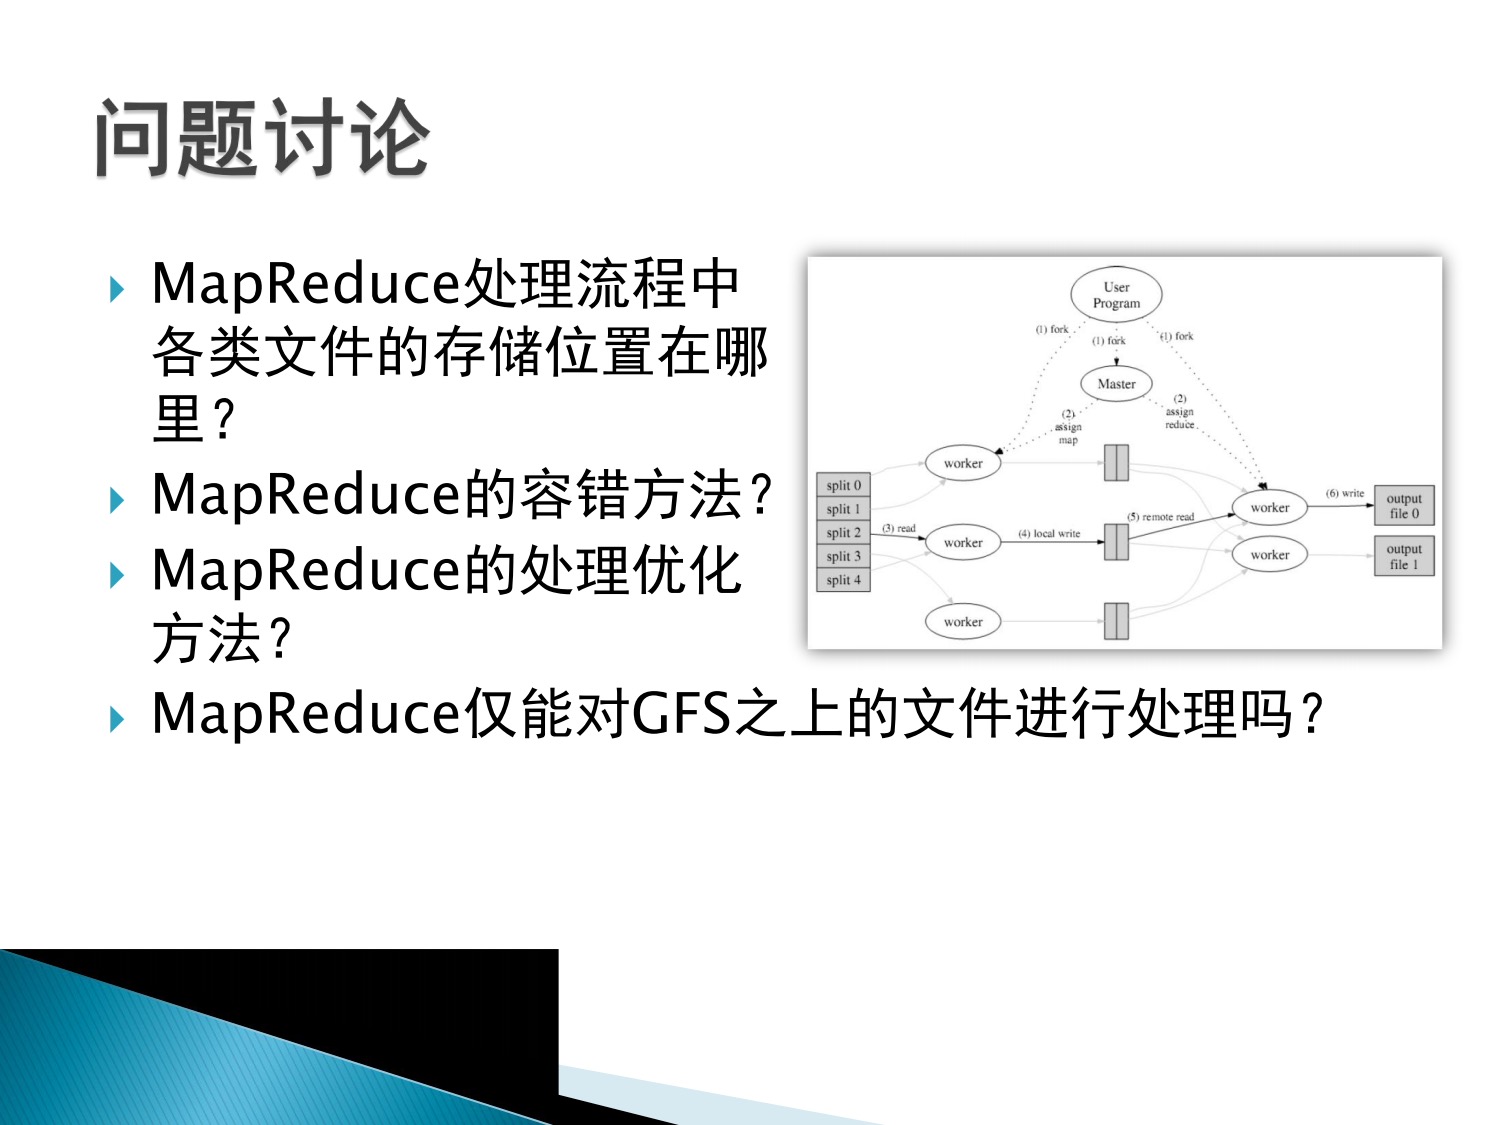 问题讨论
MapReduce处理流程中
各类文件的存储位置在哪
里？
MapReduce的容错方法？
MapReduce的处理优化
方法？
MapReduce仅能对GFS之上的文件进行处理吗？
User
Program
(1) fork
(1) fork
(1) fork
Master
(2)
assign
map
(2)
assign
reduce
worker
split 0
split 1
split 2
split 3
split 4
(3) read
worker
(4) local write
(5) remote read
worker
(6) write
output
file 0
worker
output
file 1
worker